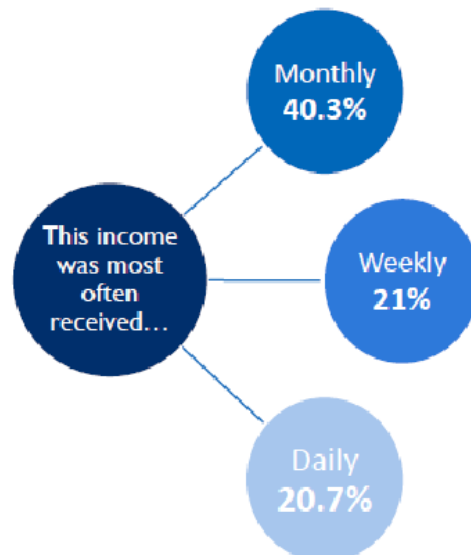 Monthly
40.3%
This income
was most
often
received...
Weekly
21%
Daily
20.7%